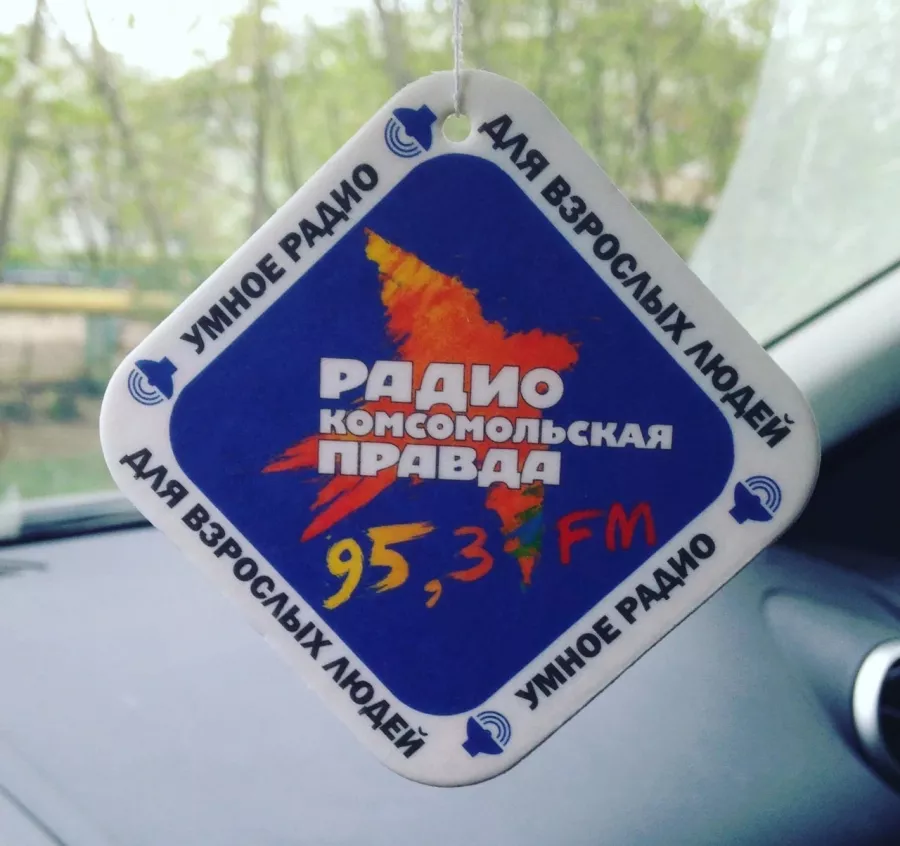 УМНОЕ РАДИО
ДЛЯ ВЗРОСЛЫХ ЛЮДЕЙ
РАДИО
КОМСОМОЛЬСКАЯ
ПРАВДА
95,3 FM
ДЛЯ ВЗРОСЛЫХ ЛЮДЕЙ
УМНОЕ РАДИО